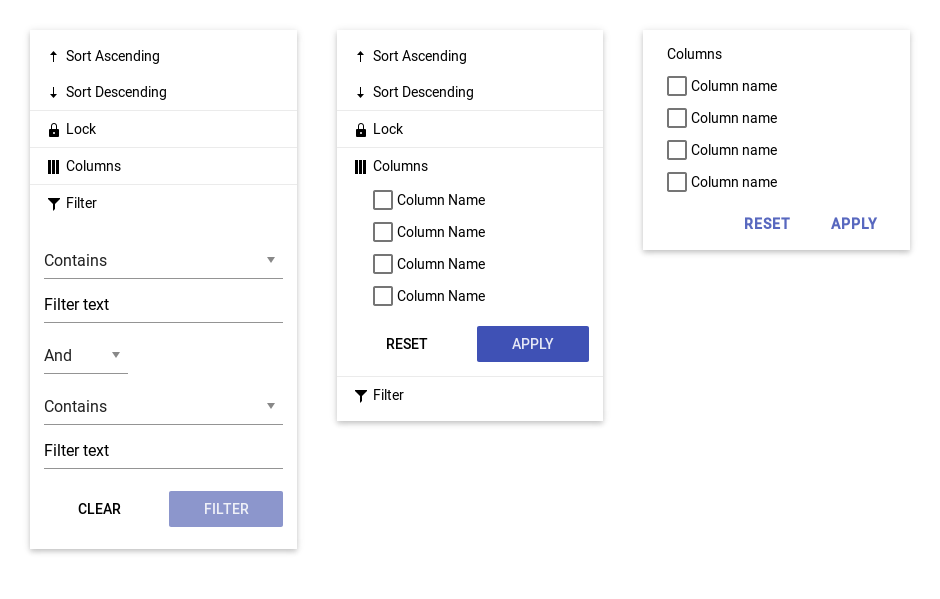 Sort Ascending
Sort Descending
Lock
Columns
Filter
Contains
Filter text
And
Contains
Filter text
CLEAR FILTER
Sort Ascending
Sort Descending
Lock
Columns
Column Name
Column Name
Column Name
Column Name
RESET APPLY
Filter
Columns
Column name
Column name
Column name
Column name
RESET APPLY